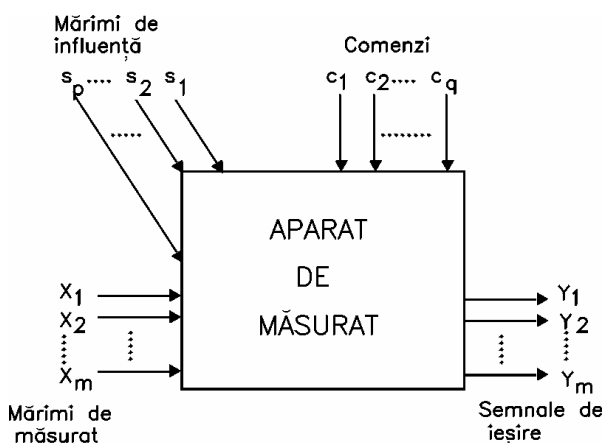 Mărimi de
influență
Comenzi
s_p.... s_2 s_1
c_1 c_2.... c_q
APARAT
DE
MĂSURAT
X_1
X_2
X_m
Y_1
Y_2
Y_m
Mărimi de
măsurat
Semnale de
ieșire